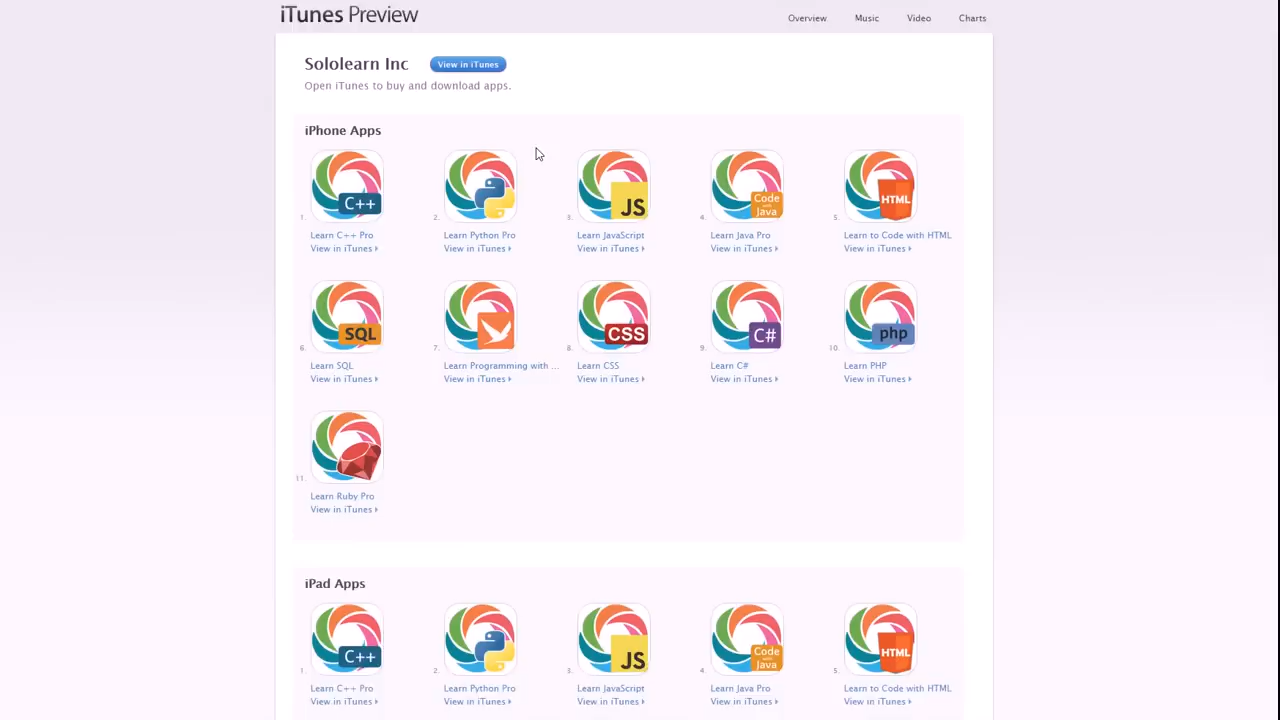 iTunes Preview
Overview Music Video Charts
Sololearn Inc View in iTunes
Open iTunes to buy and download apps.
iPhone Apps
C++ JS Code with Java HTML
1. 2. 3. 4. 5.
Learn C++ Pro Learn Python Pro Learn JavaScript Learn Java Pro Learn to Code with HTML
View in iTunes View in iTunes View in iTunes View in iTunes View in iTunes
SQL CSS C# php
6. 7. 8. 9. 10.
Learn SQL Learn Programming with ... Learn CSS Learn C# Learn PHP
View in iTunes View in iTunes View in iTunes View in iTunes View in iTunes
11.
Learn Ruby Pro
View in iTunes
iPad Apps
C++ JS Code with Java HTML
1. 2. 3. 4. 5.
Learn C++ Pro Learn Python Pro Learn JavaScript Learn Java Pro Learn to Code with HTML
View in iTunes View in iTunes View in iTunes View in iTunes View in iTunes